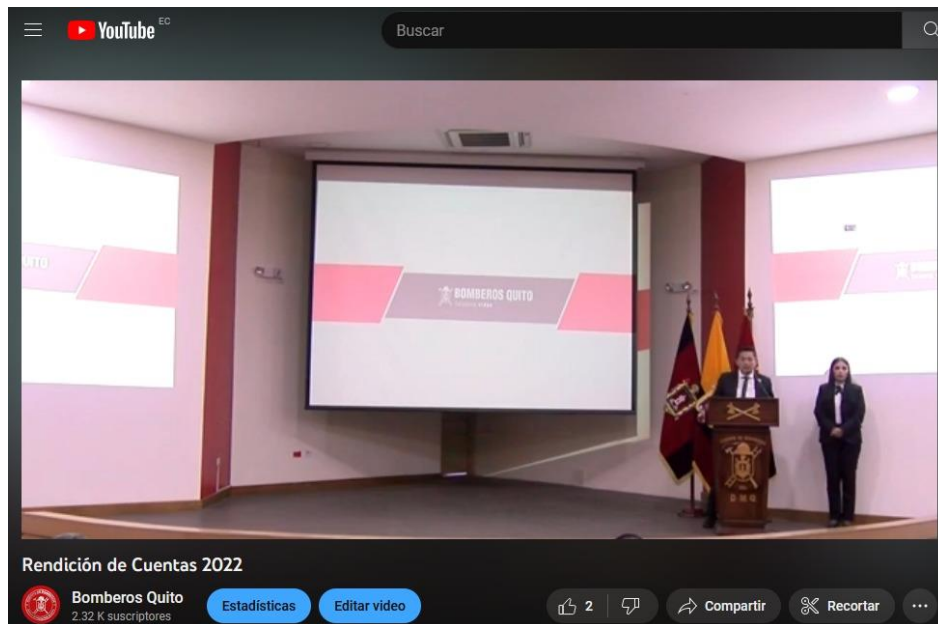 YouTube EC
Buscar
BOMBEROS QUITO
D M Q
Rendición de Cuentas 2022
Bomberos Quito
2.32 K suscriptores
Estadísticas
Editar video
2
Compartir
Recortar